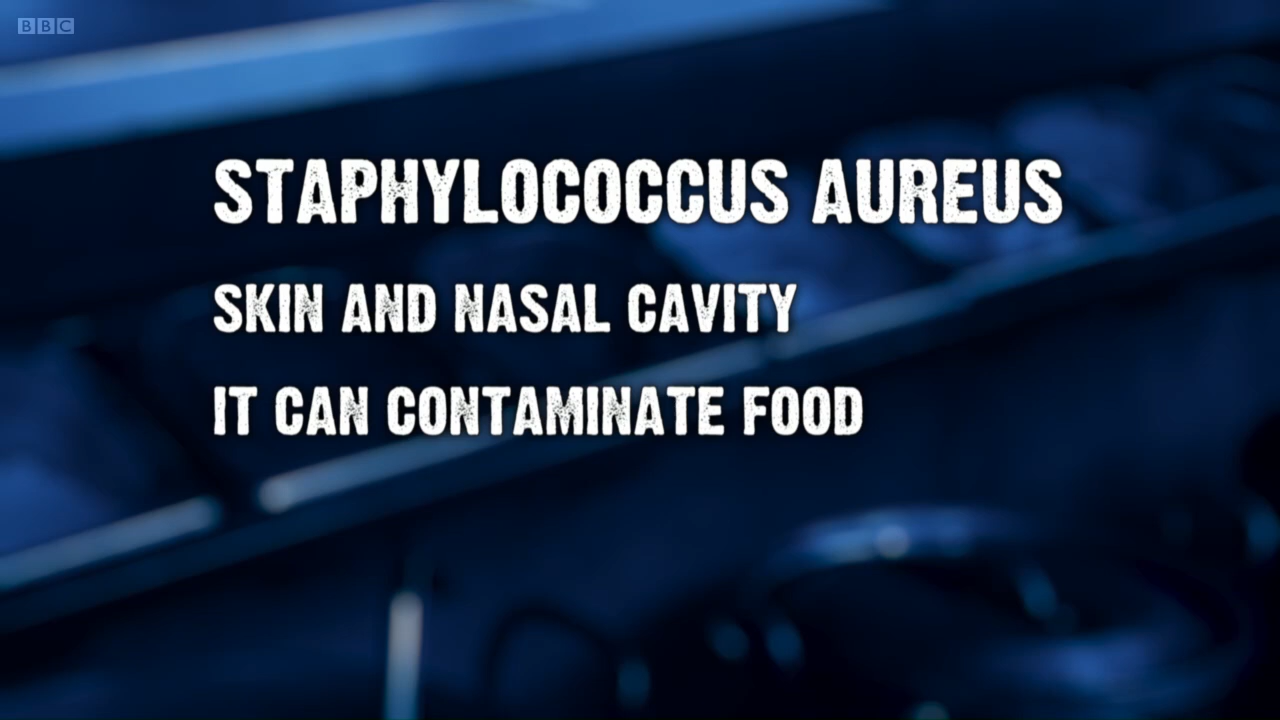 BBC
STAPHYLOCOCCUS AUREUS
SKIN AND NASAL CAVITY
IT CAN CONTAMINATE FOOD